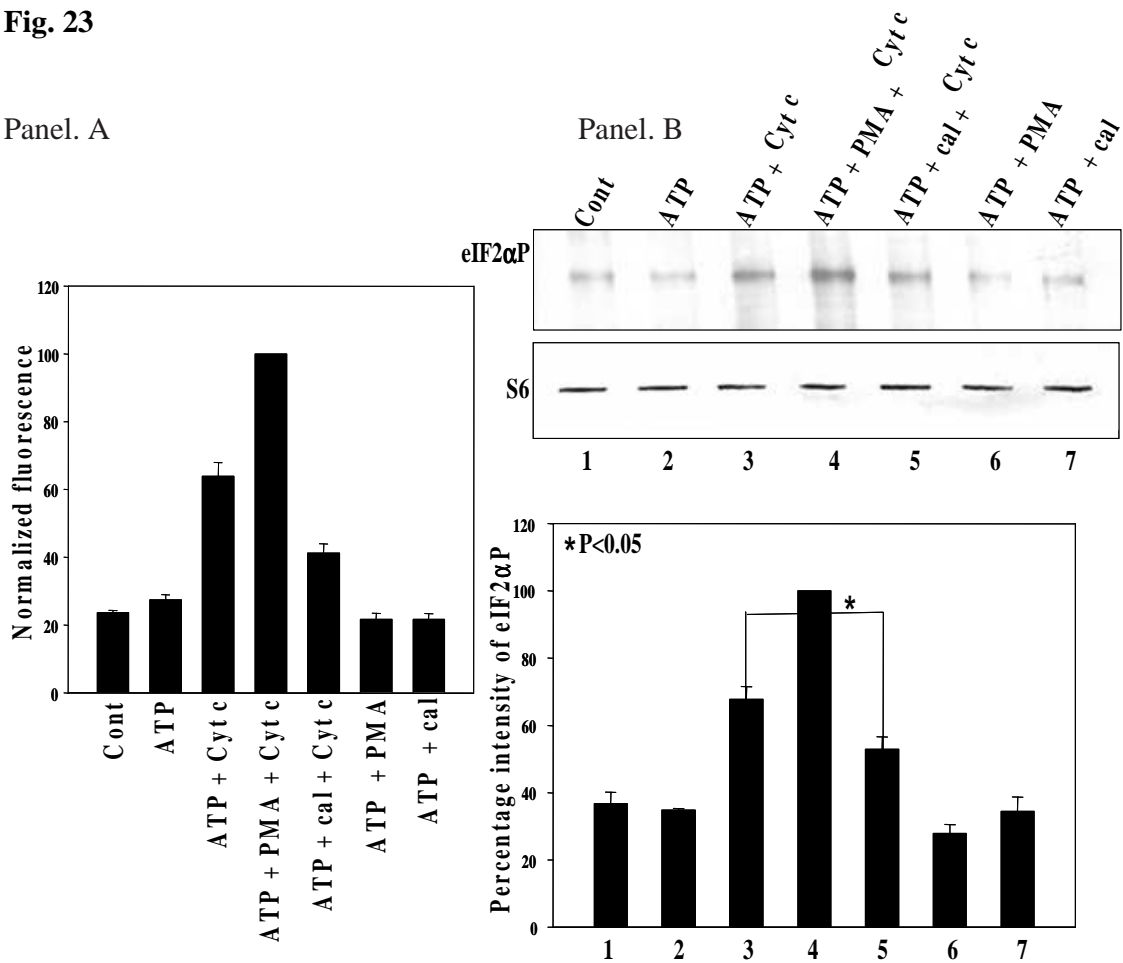 Fig. 23
Panel. A
Normalized fluorescence
120
100
80
60
40
20
0
Cont
ATP
ATP + Cyt c
ATP + PMA + Cyt c
ATP + cal + Cyt c
ATP + PMA
ATP + cal
Panel. B
Cont
ATP
ATP + Cyt c
ATP + PMA + Cyt c
ATP + cal + Cyt c
ATP + PMA
ATP + cal
eIF2αP
S6
1 2 3 4 5 6 7
Percentage intensity of eIF2αP
120
100
80
60
40
20
0
*P<0.05
*
1 2 3 4 5 6 7